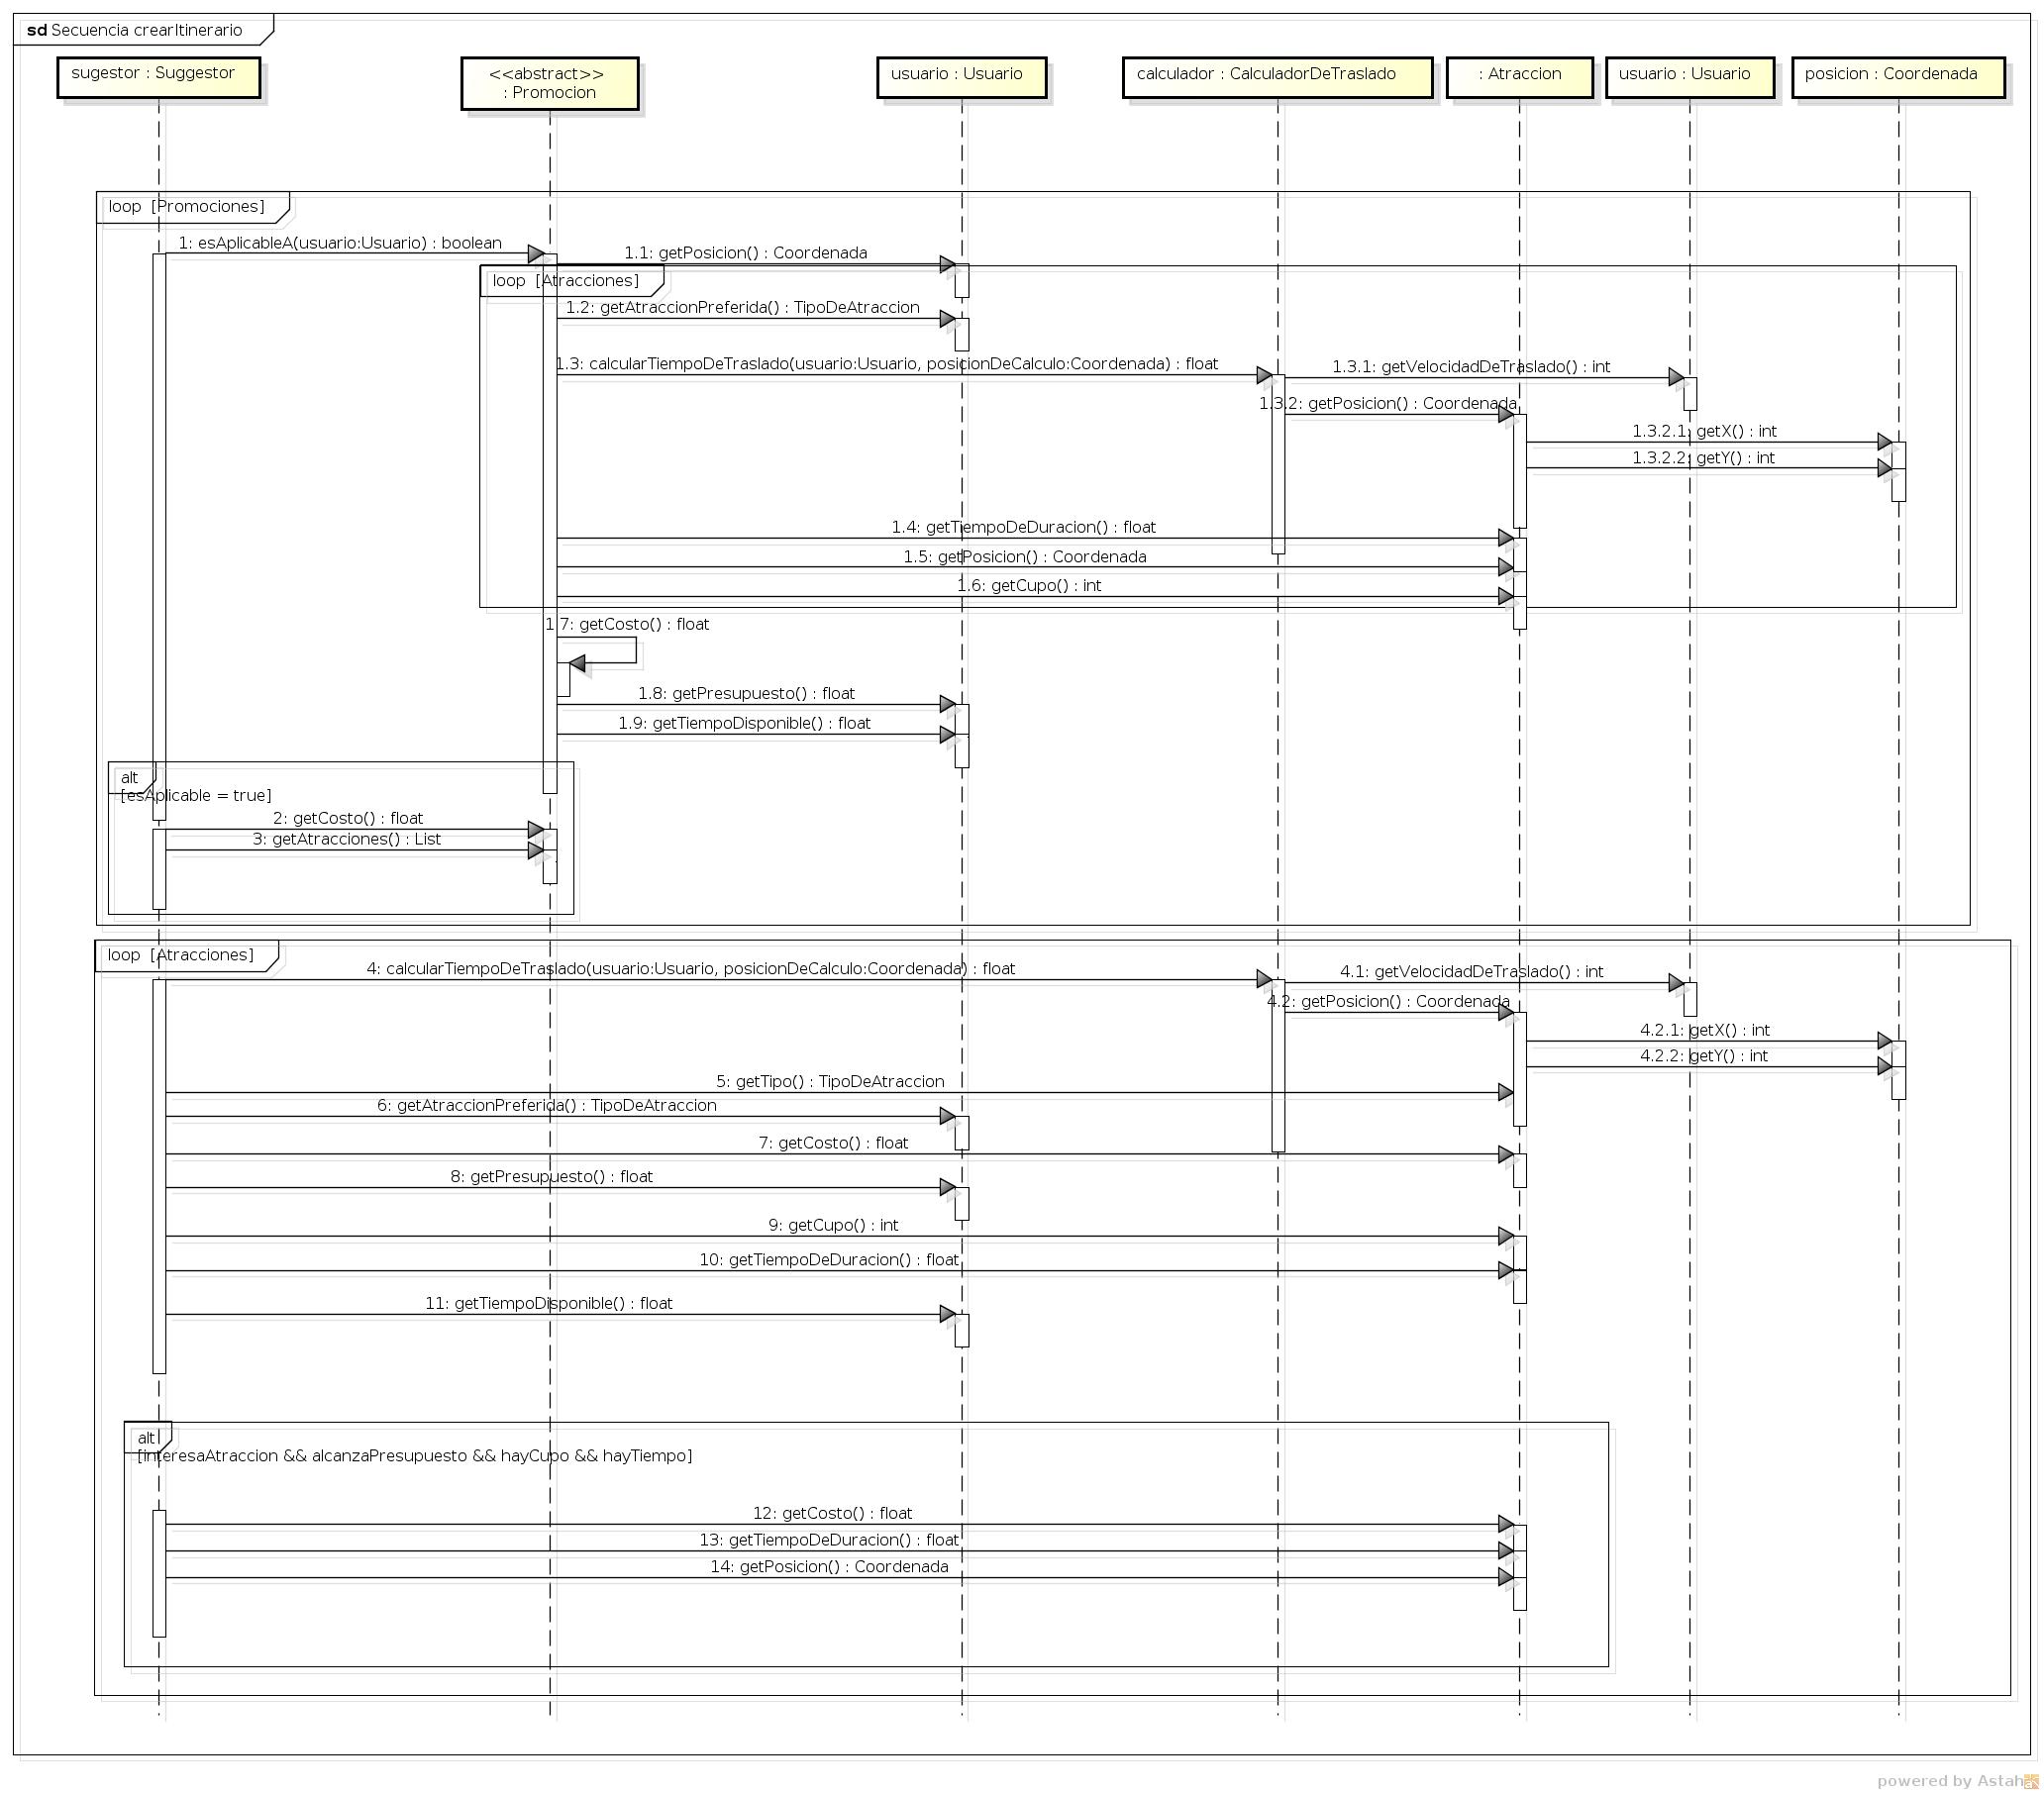 sd Secuencia crearItinerario
sugestor : Suggestor
<<abstract>>
: Promocion
usuario : Usuario
calculador : CalculadorDeTraslado
: Atraccion
usuario : Usuario
posicion : Coordenada
loop [Promociones]
1: esAplicableA(usuario:Usuario) : boolean
1.1: getPosicion() : Coordenada
loop [Atracciones]
1.2: getAtraccionPreferida() : TipoDeAtraccion
1.3: calcularTiempoDeTraslado(usuario:Usuario, posicionDeCalculo:Coordenada) : float
1.3.1: getVelocidadDeTraslado() : int
1.3.2: getPosicion() : Coordenada
1.3.2.1: getX() : int
1.3.2.2: getY() : int
1.4: getTiempoDeDuracion() : float
1.5: getPosicion() : Coordenada
1.6: getCupo() : int
1.7: getCosto() : float
1.8: getPresupuesto() : float
1.9: getTiempoDisponible() : float
alt
[esAplicable = true]
2: getCosto() : float
3: getAtracciones() : List
loop [Atracciones]
4: calcularTiempoDeTraslado(usuario:Usuario, posicionDeCalculo:Coordenada) : float
4.1: getVelocidadDeTraslado() : int
4.2: getPosicion() : Coordenada
4.2.1: getX() : int
4.2.2: getY() : int
5: getTipo() : TipoDeAtraccion
6: getAtraccionPreferida() : TipoDeAtraccion
7: getCosto() : float
8: getPresupuesto() : float
9: getCupo() : int
10: getTiempoDeDuracion() : float
11: getTiempoDisponible() : float
alt
[interesaAtraccion && alcanzaPresupuesto && hayCupo && hayTiempo]
12: getCosto() : float
13: getTiempoDeDuracion() : float
14: getPosicion() : Coordenada
powered by Astah